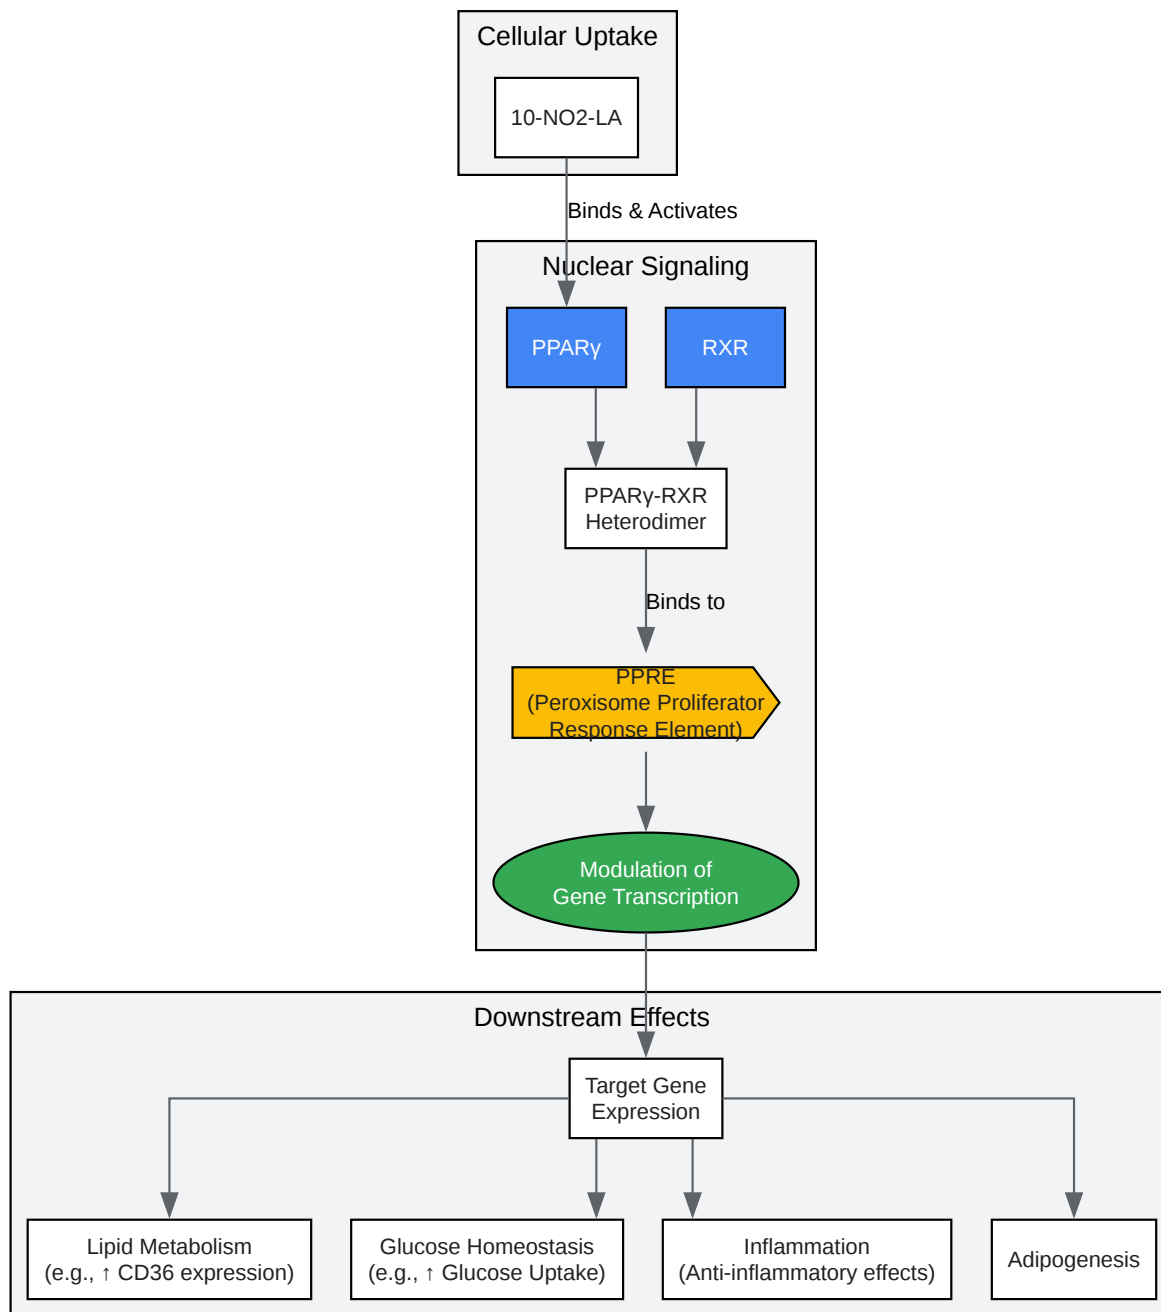 Cellular Uptake
10-NO2-LA
Binds & Activates
Nuclear Signaling
PPARγ
RXR
PPARγ-RXR
Heterodimer
Binds to
PPRE
(Peroxisome Proliferator
Response Element)
Modulation of
Gene Transcription
Downstream Effects
Target Gene
Expression
Lipid Metabolism
(e.g., ↑ CD36 expression)
Glucose Homeostasis
(e.g., ↑ Glucose Uptake)
Inflammation
(Anti-inflammatory effects)
Adipogenesis